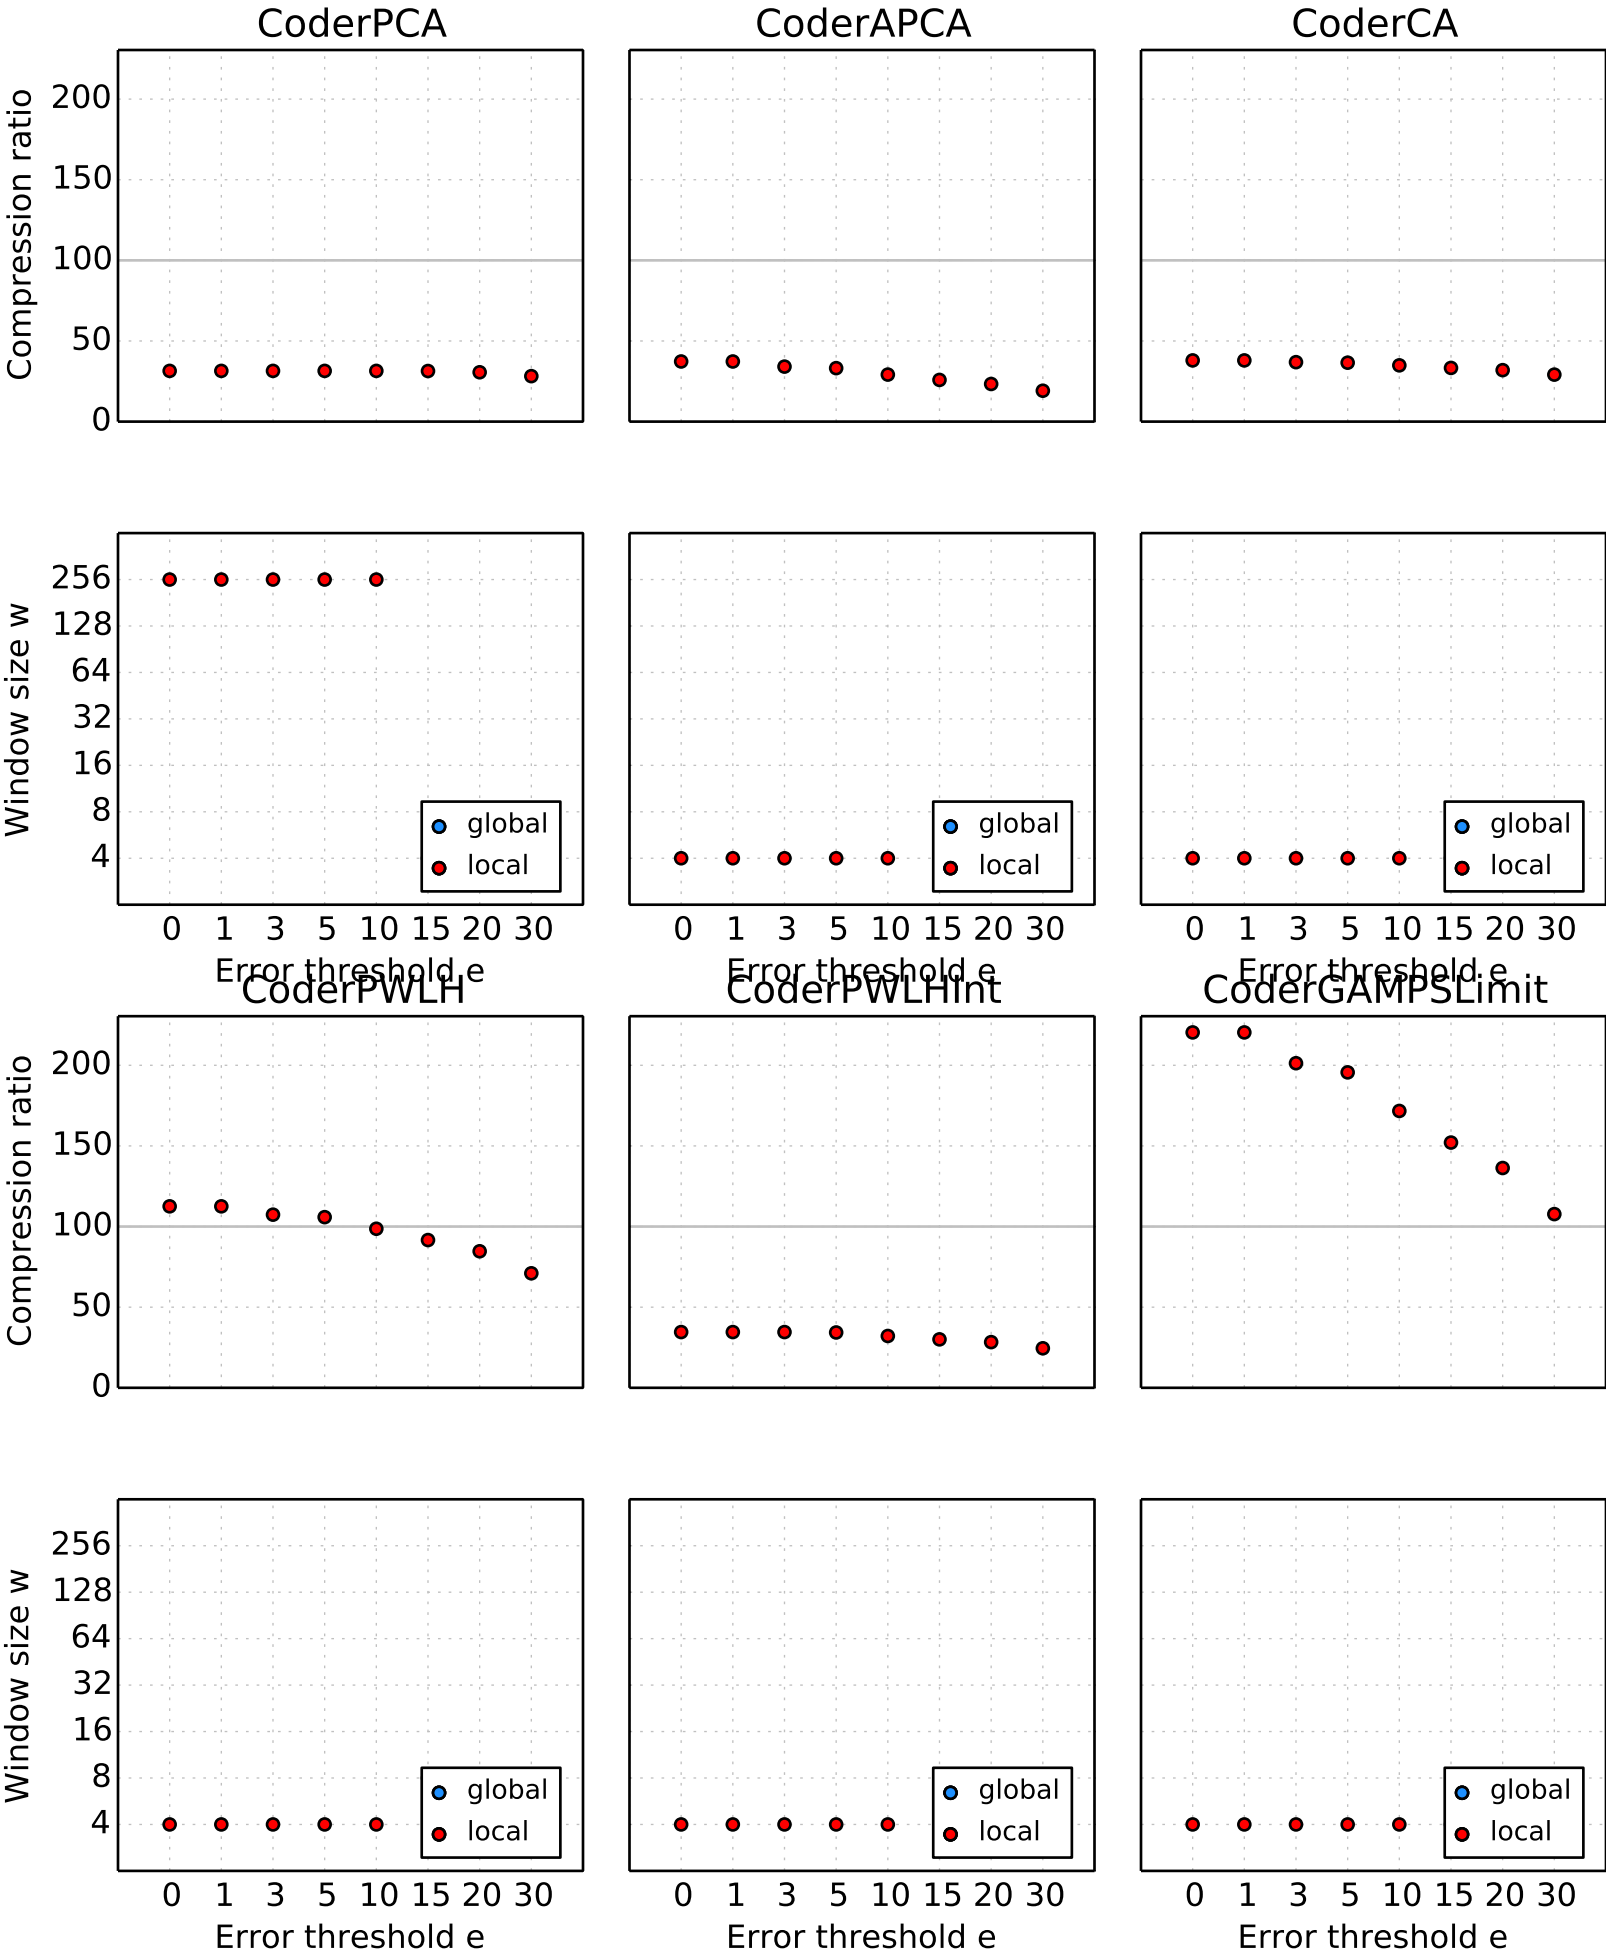 CoderPCA CoderAPCA CoderCA
Compression ratio
200
150
100
50
0
Window size w
256
128
64
32
16
8
4
global
local
global
local
global
local
0 1 3 5 10 15 20 30
0 1 3 5 10 15 20 30
0 1 3 5 10 15 20 30
Error threshold e Error threshold e Error threshold e
CoderPWLH CoderPWLHInt CoderGAMPSLimit
Compression ratio
200
150
100
50
0
Window size w
256
128
64
32
16
8
4
global
local
global
local
global
local
0 1 3 5 10 15 20 30
0 1 3 5 10 15 20 30
0 1 3 5 10 15 20 30
Error threshold e Error threshold e Error threshold e